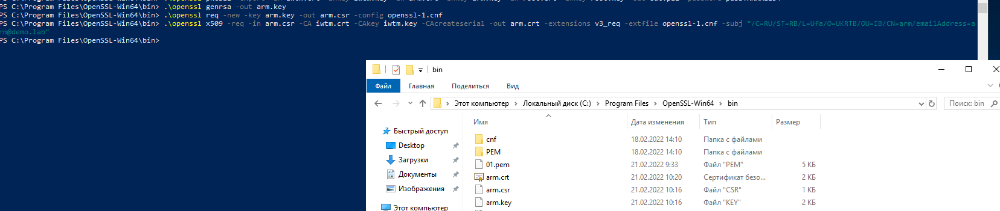 PS C:\Program Files\OpenSSL-Win64\bin> .\openssl genrsa -out arm.key
PS C:\Program Files\OpenSSL-Win64\bin> .\openssl req -new -key arm.key -out arm.csr -config openssl-1.cnf
PS C:\Program Files\OpenSSL-Win64\bin> .\openssl x509 -req -in arm.csr -CA iwtm.crt -CAkey iwtm.key -CAcreateserial -out arm.crt -extensions v3_req -extfile openssl-1.cnf -subj "/C=RU/ST=RB/L=Ufa/O=UKRTB/OU=IB/CN=arm/emailAddress=a
rm@demo.lab"
PS C:\Program Files\OpenSSL-Win64\bin>
bin
Файл Главная Поделиться Вид
Этот компьютер > Локальный диск (C:) > Program Files > OpenSSL-Win64 > bin
Поиск: bin
Имя Дата изменения Тип Размер
Быстрый доступ
Desktop
Загрузки
Документы
Изображения
Этот компьютер
cnf 18.02.2022 14:10 Папка с файлами
PEM 18.02.2022 14:10 Папка с файлами
01.pem 21.02.2022 9:33 Файл "PEM" 5 КБ
arm.crt 21.02.2022 10:20 Сертификат безо... 2 КБ
arm.csr 21.02.2022 10:16 Файл "CSR" 1 КБ
arm.key 21.02.2022 10:16 Файл "KEY" 2 КБ